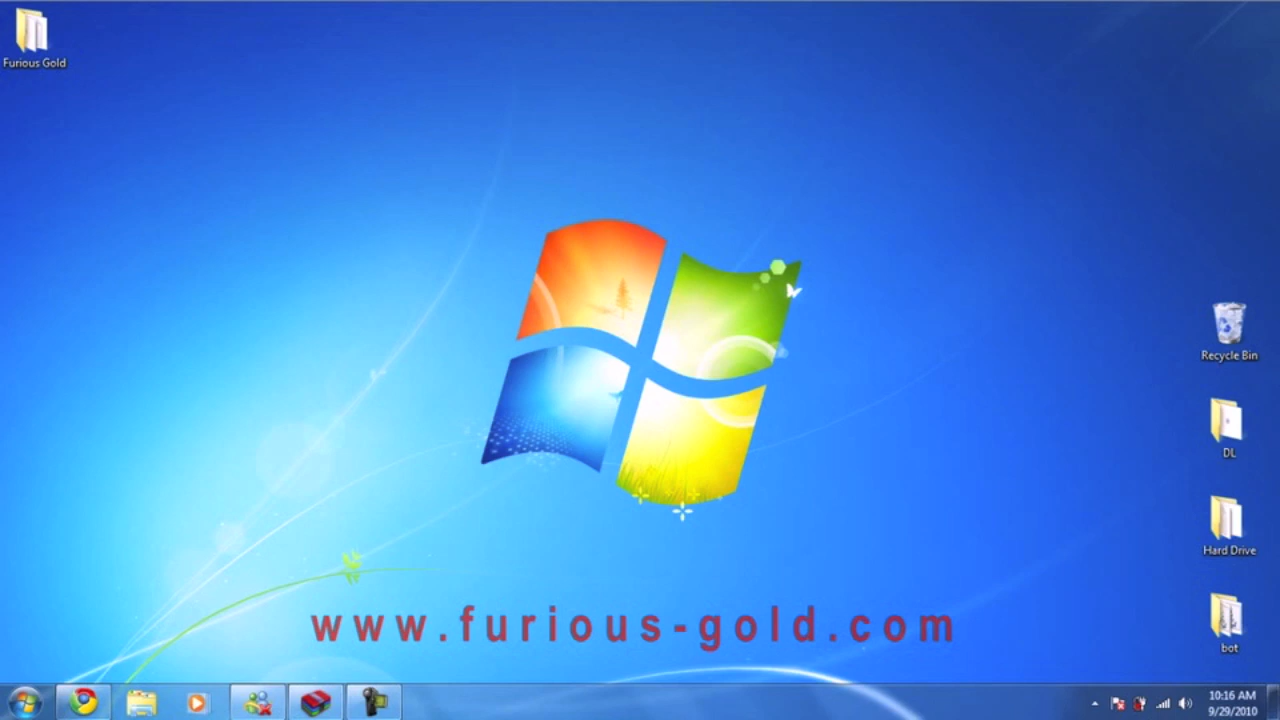 Furious Gold
Recycle Bin
DL
Hard Drive
bot
www.furious-gold.com
10:16 AM
9/29/2010